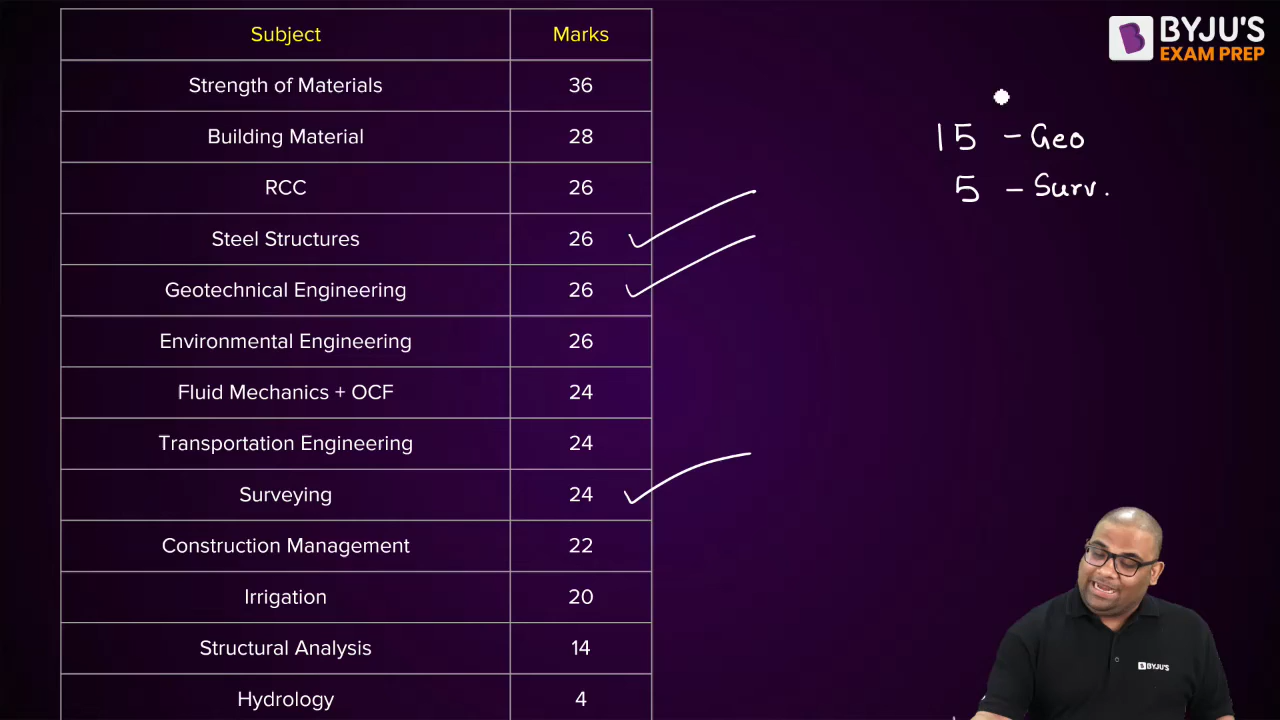 Subject Marks
Strength of Materials 36
Building Material 28
RCC 26
Steel Structures 26
Geotechnical Engineering 26
Environmental Engineering 26
Fluid Mechanics + OCF 24
Transportation Engineering 24
Surveying 24
Construction Management 22
Irrigation 20
Structural Analysis 14
Hydrology 4
BYJU'S
EXAM PREP
15 - Geo
5 - Surv.
BYJU'S